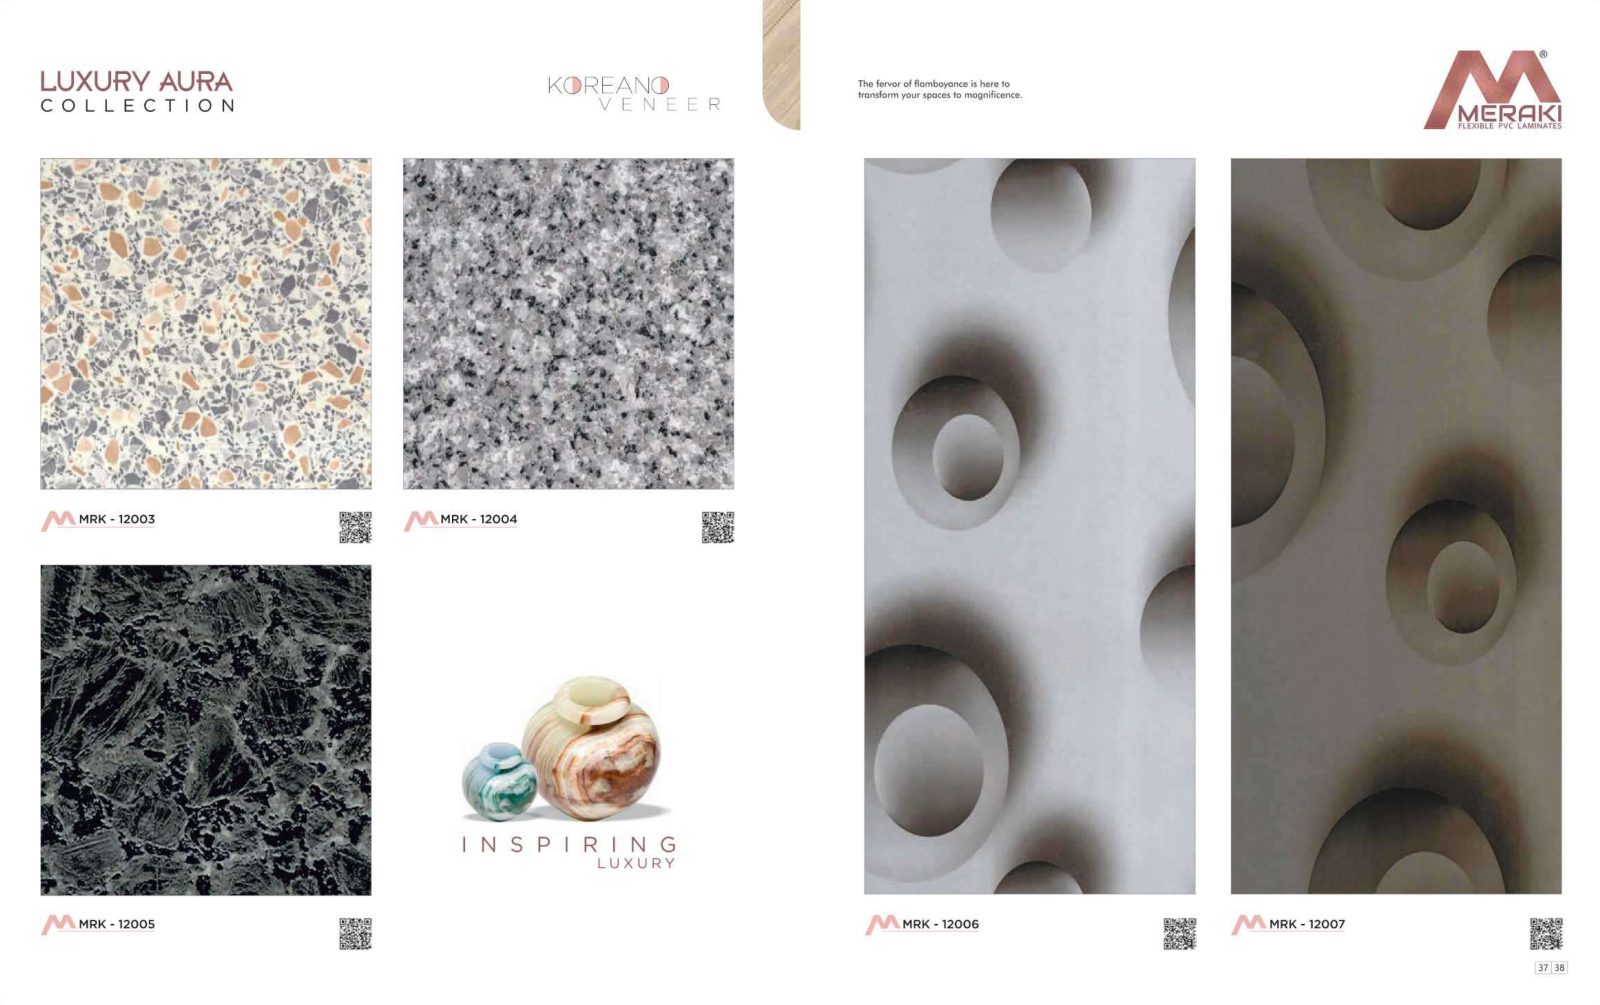 LUXURY AURA
COLLECTION
KOREANO
VENEER
The fervor of flamboyance is here to
transform your spaces to magnificence.
®
MERAKI
FLEXIBLE PVC LAMINATES
MRK - 12003
MRK - 12004
MRK - 12005
INSPIRING
LUXURY
MRK - 12006
MRK - 12007
37 38